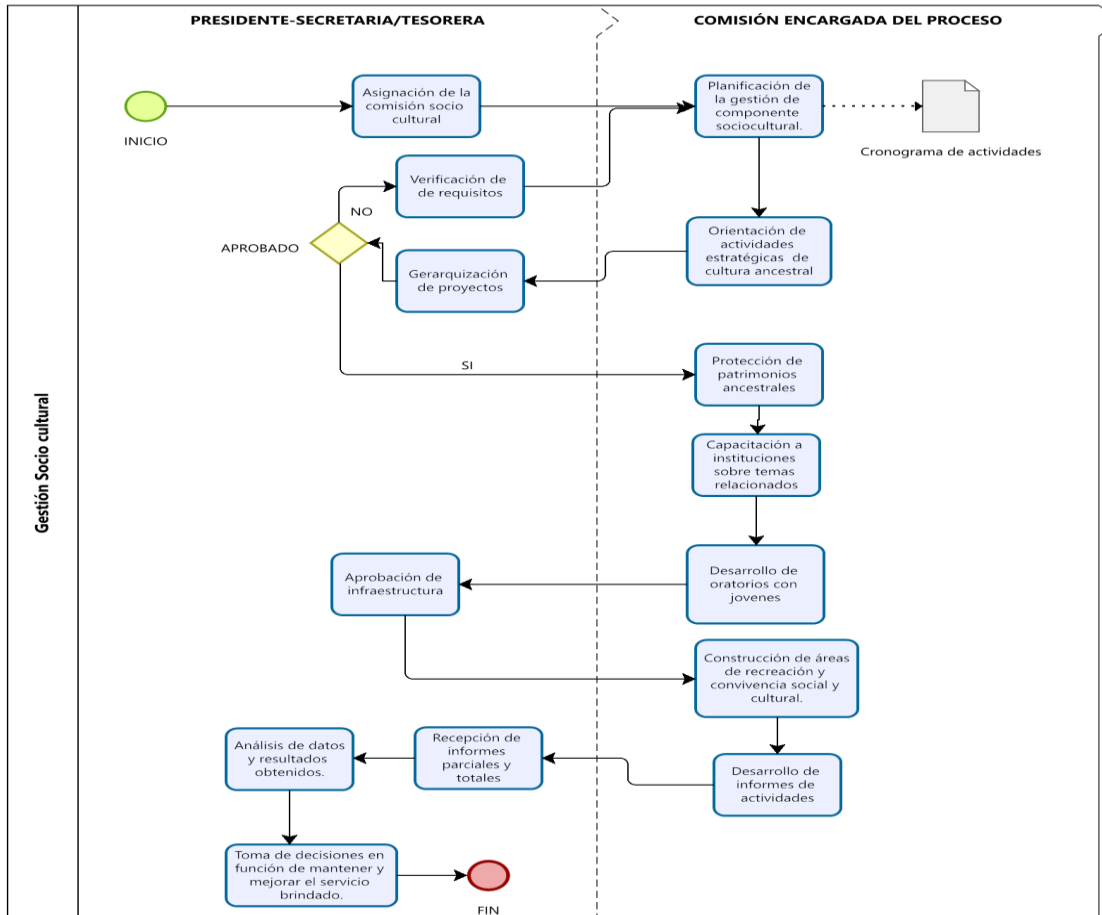 PRESIDENTE-SECRETARIA/TESORERA
COMISIÓN ENCARGADA DEL PROCESO
Gestión Socio cultural
INICIO
Asignación de la
comisión socio
cultural
Planificación de
la gestión de
componente
sociocultural.
Cronograma de actividades
Verificación de
de requisitos
NO
APROBADO
Orientación de
actividades
estratégicas de
cultura ancestral
Gerarquización
de proyectos
SI
Protección de
patrimonios
ancestrales
Capacitación a
instituciones
sobre temas
relacionados
Desarrollo de
oratorios con
jovenes
Aprobación de
infraestructura
Construcción de áreas
de recreación y
convivencia social y
cultural.
Desarrollo de
informes de
actividades
Recepción de
informes
parciales y
totales
Análisis de datos
y resultados
obtenidos.
Toma de decisiones en
función de mantener y
mejorar el servicio
brindado.
FIN